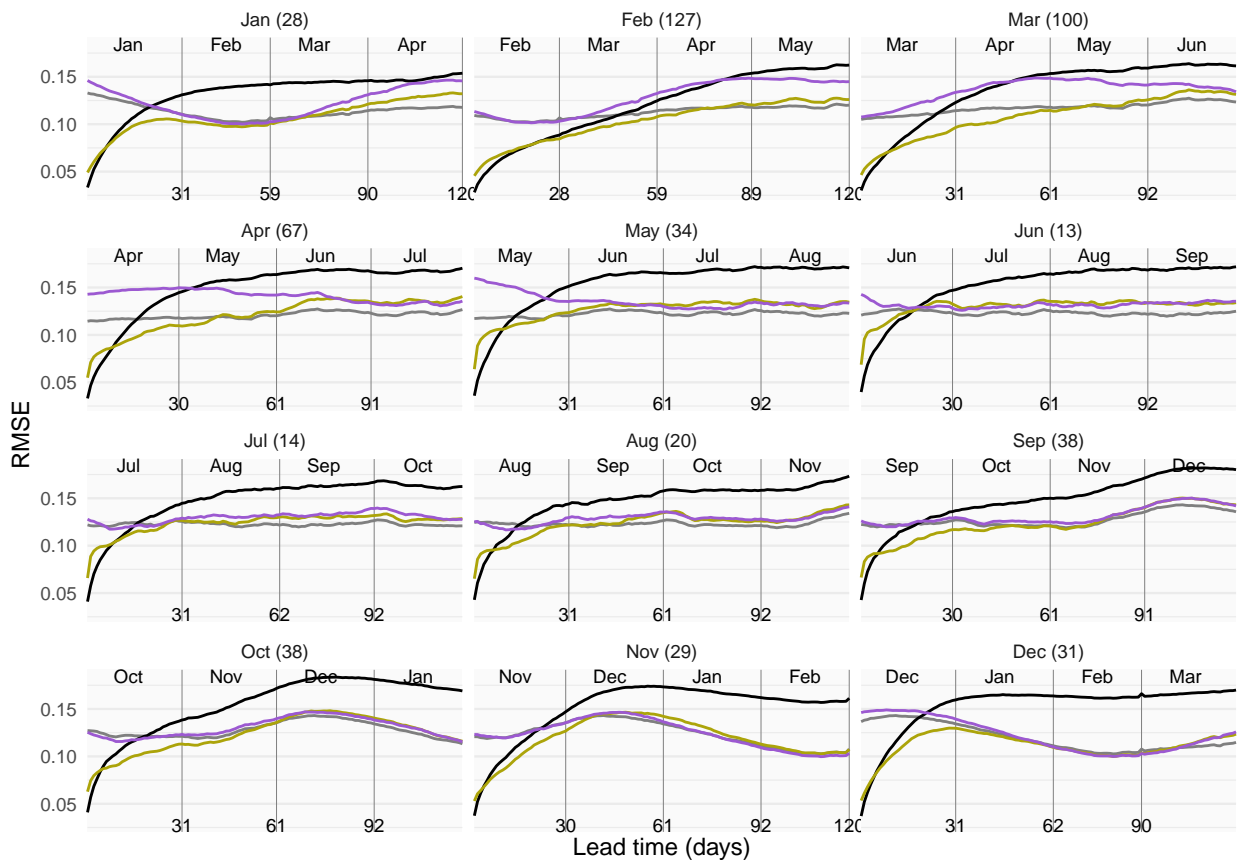 Jan (28) Feb (127) Mar (100)
Jan Feb Mar Apr Feb Mar Apr May Mar Apr May Jun
0.15
0.10
0.05
31 59 90 120 28 59 89 120 31 61 92
Apr (67) May (34) Jun (13)
Apr May Jun Jul May Jun Jul Aug Jun Jul Aug Sep
0.15
0.10
0.05
30 61 91 31 61 92 30 61 92
RMSE
Jul (14) Aug (20) Sep (38)
Jul Aug Sep Oct Aug Sep Oct Nov Sep Oct Nov Dec
0.15
0.10
0.05
31 62 92 31 61 92 30 61 91
Oct (38) Nov (29) Dec (31)
Oct Nov Dec Jan Nov Dec Jan Feb Dec Jan Feb Mar
0.15
0.10
0.05
31 61 92 30 61 92 120 31 62 90
Lead time (days)